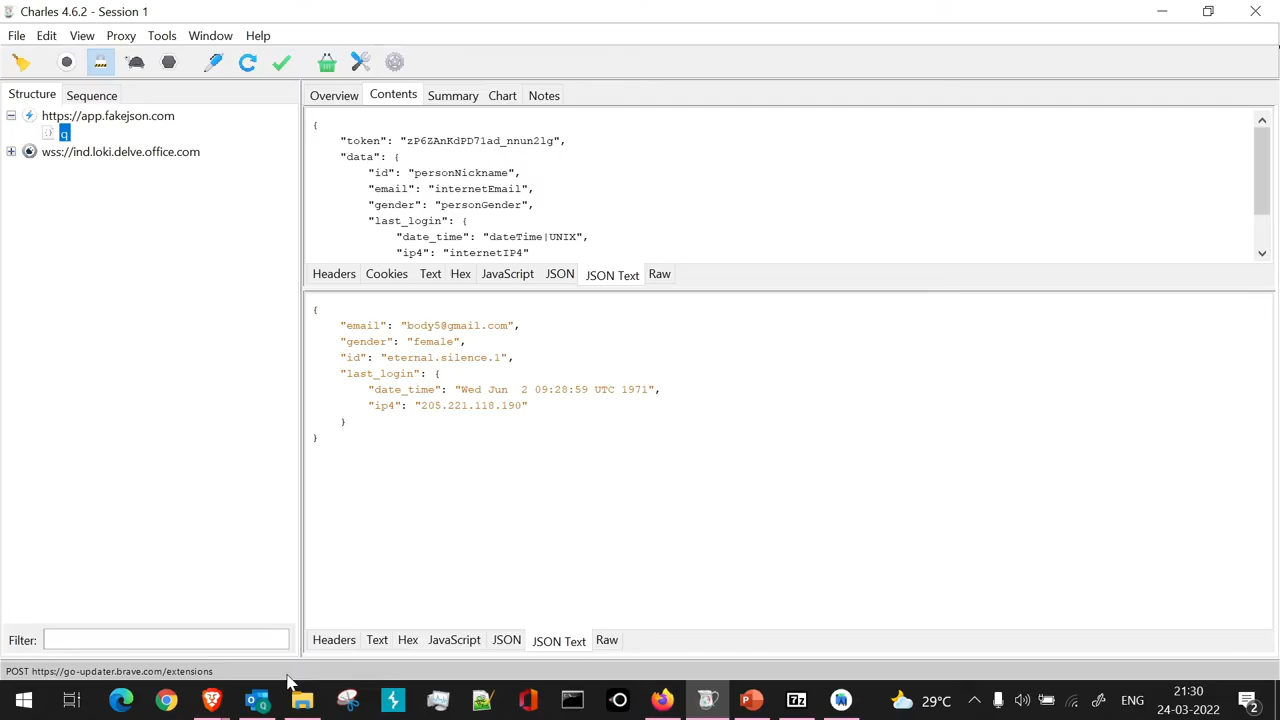 Charles 4.6.2 - Session 1
File Edit View Proxy Tools Window Help
Structure Sequence
https://app.fakejson.com
q
wss://ind.loki.delve.office.com
Filter:
Overview Contents Summary Chart Notes
{
"token": "zP6ZAnKdPD71ad_nnun2lg",
"data": {
"id": "personNickname",
"email": "internetEmail",
"gender": "personGender",
"last_login": {
"date_time": "dateTime|UNIX",
"ip4": "internetIP4"
Headers Cookies Text Hex JavaScript JSON JSON Text Raw
{
"email": "body5@gmail.com",
"gender": "female",
"id": "eternal.silence.1",
"last_login": {
"date_time": "Wed Jun  2 09:28:59 UTC 1971",
"ip4": "205.221.118.190"
}
}
Headers Text Hex JavaScript JSON JSON Text Raw
POST https://go-updater.brave.com/extensions
29°C ENG 21:30
24-03-2022 2